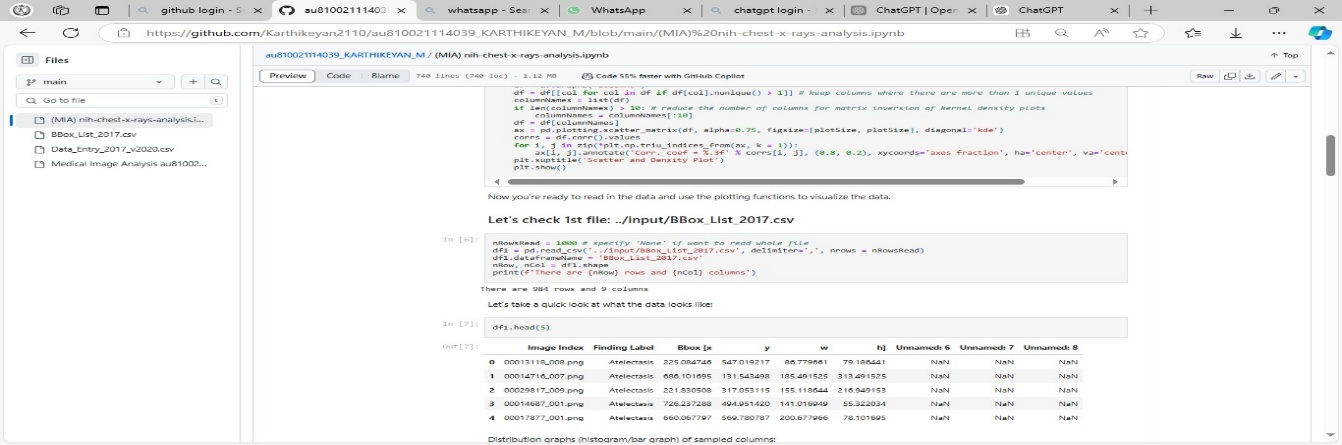 github login - S
au81002111403
whatsapp - Sear
WhatsApp
chatgpt login -
ChatGPT | Open
ChatGPT
https://github.com/Karthikeyan2110/au810021114039_KARTHIKEYAN_M/blob/main/(MIA)%20nih-chest-x-rays-analysis.ipynb
Files
main
Go to file
(MIA) nih-chest-x-rays-analysis.i...
BBox_List_2017.csv
Data_Entry_2017_v2020.csv
Medical Image Analysis au81002...
au810021114039_KARTHIKEYAN_M / (MIA) nih-chest-x-rays-analysis.ipynb
Top
Preview Code Blame 740 lines (740 loc) · 1.12 MB Code 55% faster with GitHub Copilot Raw
df = df[[col for col in df if df[col].nunique() > 1]] # keep columns where there are more than 1 unique values
columnNames = list(df)
if len(columnNames) > 10: # reduce the number of columns for matrix inversion of kernel density plots
columnNames = columnNames[:10]
df = df[columnNames]
ax = pd.plotting.scatter_matrix(df, alpha=0.75, figsize=[plotSize, plotSize], diagonal='kde')
corrs = df.corr().values
for i, j in zip(*plt.np.triu_indices_from(ax, k = 1)):
ax[i, j].annotate('Corr. coef = %.3f' % corrs[i, j], (0.8, 0.2), xycoords='axes fraction', ha='center', va='cent
plt.suptitle('Scatter and Density Plot')
plt.show()
Now you're ready to read in the data and use the plotting functions to visualize the data.
Let's check 1st file: ../input/BBox_List_2017.csv
In [6]:
nRowsRead = 1000 # specify 'None' if want to read whole file
df1 = pd.read_csv('../input/BBox_List_2017.csv', delimiter=',', nrows = nRowsRead)
df1.dataframeName = 'BBox_List_2017.csv'
nRow, nCol = df1.shape
print(f'There are {nRow} rows and {nCol} columns')
There are 984 rows and 9 columns
Let's take a quick look at what the data looks like:
In [7]: df1.head(5)
Out[7]: Image Index Finding Label Bbox [x y w h] Unnamed: 6 Unnamed: 7 Unnamed: 8
0 00013118_008.png Atelectasis 225.084746 547.019217 86.779661 79.186441 NaN NaN NaN
1 00014716_007.png Atelectasis 686.101695 131.543498 185.491525 313.491525 NaN NaN NaN
2 00029817_009.png Atelectasis 221.830508 317.053115 155.118644 216.949153 NaN NaN NaN
3 00014687_001.png Atelectasis 726.237288 494.951420 141.016949 55.322034 NaN NaN NaN
4 00017877_001.png Atelectasis 660.067797 569.780787 200.677966 78.101695 NaN NaN NaN
Distribution graphs (histogram/bar graph) of sampled columns: